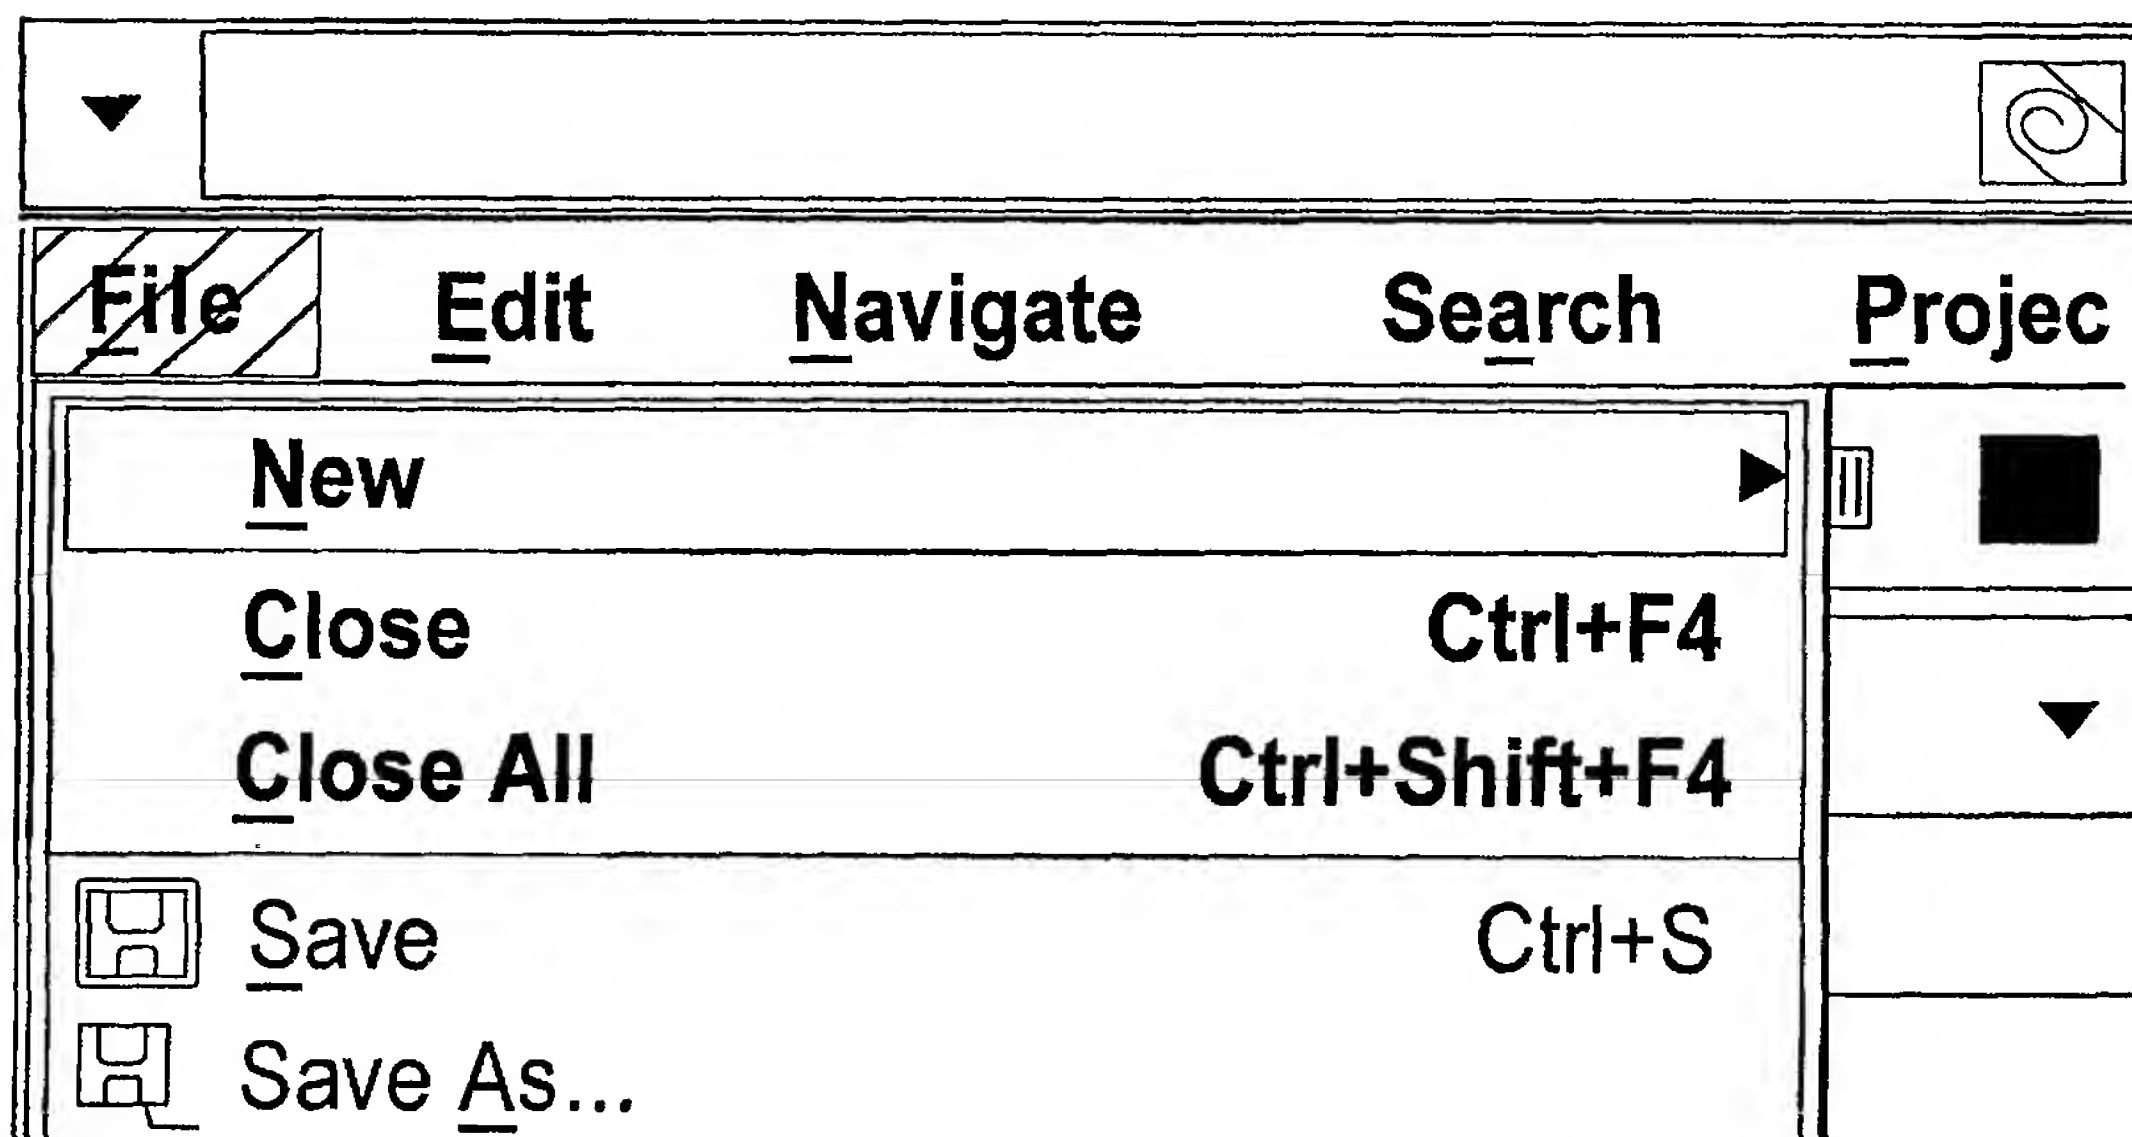 File Edit Navigate Search Projec
New
Close Ctrl+F4
Close All Ctrl+Shift+F4
Save Ctrl+S
Save As...